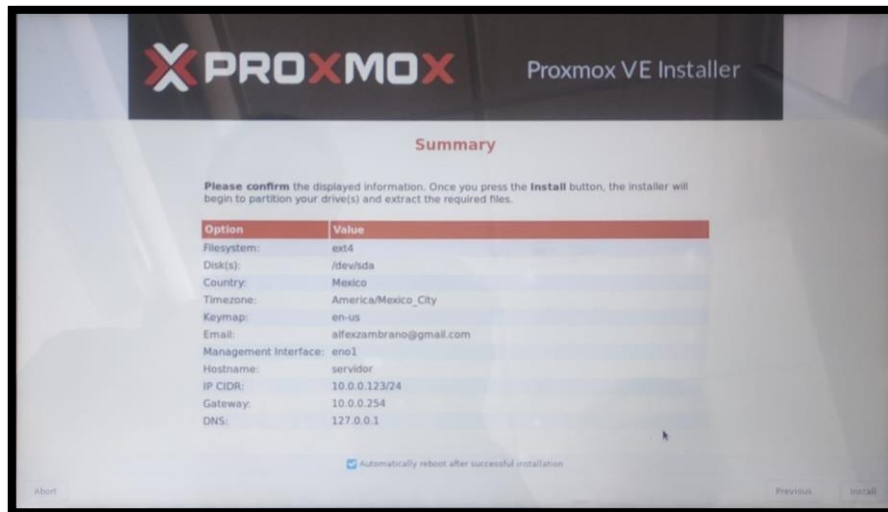 PROXMOX
Proxmox VE Installer
Summary
Please confirm the displayed information. Once you press the Install button, the installer will
begin to partition your drive(s) and extract the required files.
Option Value
Filesystem: ext4
Disk(s): /dev/sda
Country: Mexico
Timezone: America/Mexico_City
Keymap: en-us
Email: alfexzambrano@gmail.com
Management Interface: eno1
Hostname: servidor
IP CIDR: 10.0.0.123/24
Gateway: 10.0.0.254
DNS: 127.0.0.1
Automatically reboot after successful installation
Abort Previous Install